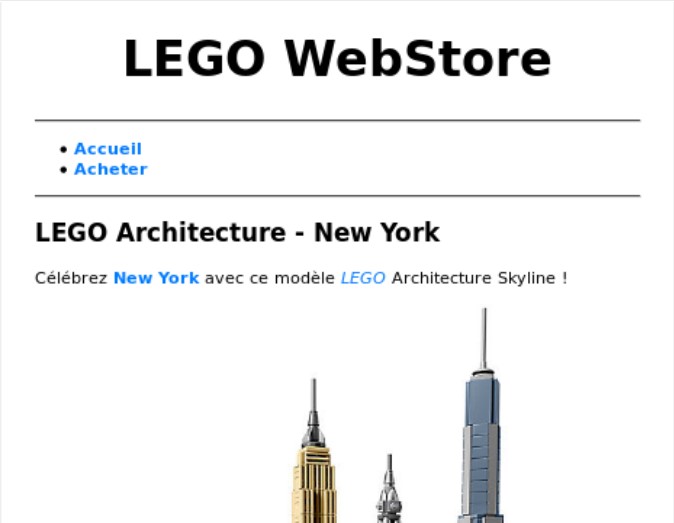 LEGO WebStore
Accueil
Acheter
LEGO Architecture - New York
Célébrez New York avec ce modèle LEGO Architecture Skyline !